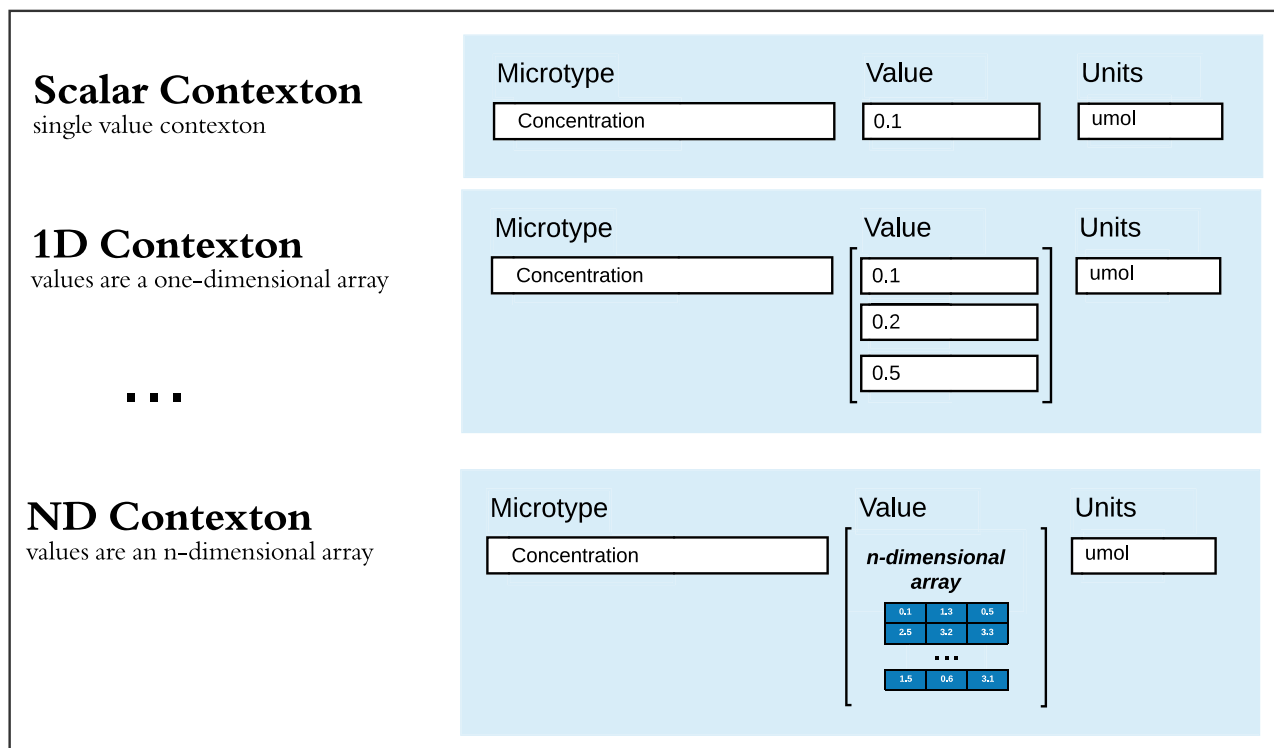 Scalar Contexton
single value contexton
Microtype Value Units
Concentration 0.1 umol
1D Contexton
values are a one-dimensional array
Microtype Value Units
Concentration 0.1 umol
0.2
0.5
...
ND Contexton
values are an n-dimensional array
Microtype Value Units
Concentration umol
n-dimensional
array
0.1 1.3 0.5
2.5 3.2 3.3
...
1.5 0.6 3.1